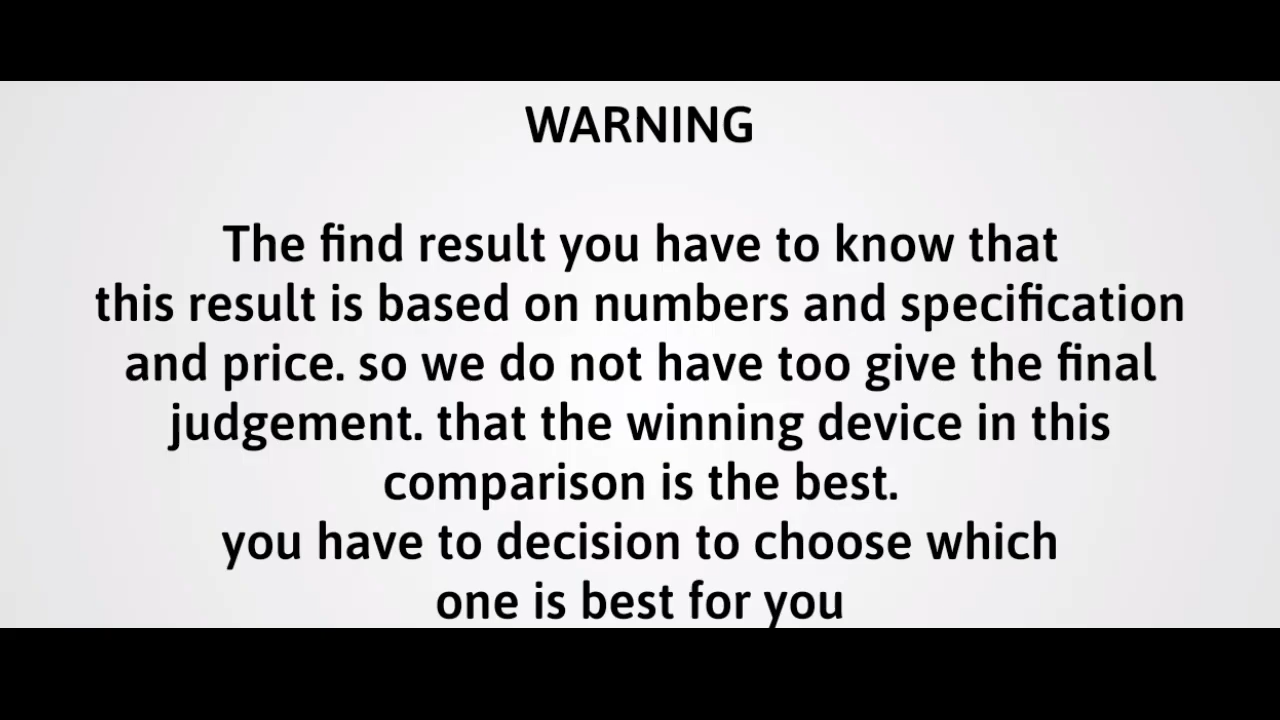 WARNING
The find result you have to know that
this result is based on numbers and specification
and price. so we do not have too give the final
judgement. that the winning device in this
comparison is the best.
you have to decision to choose which
one is best for you